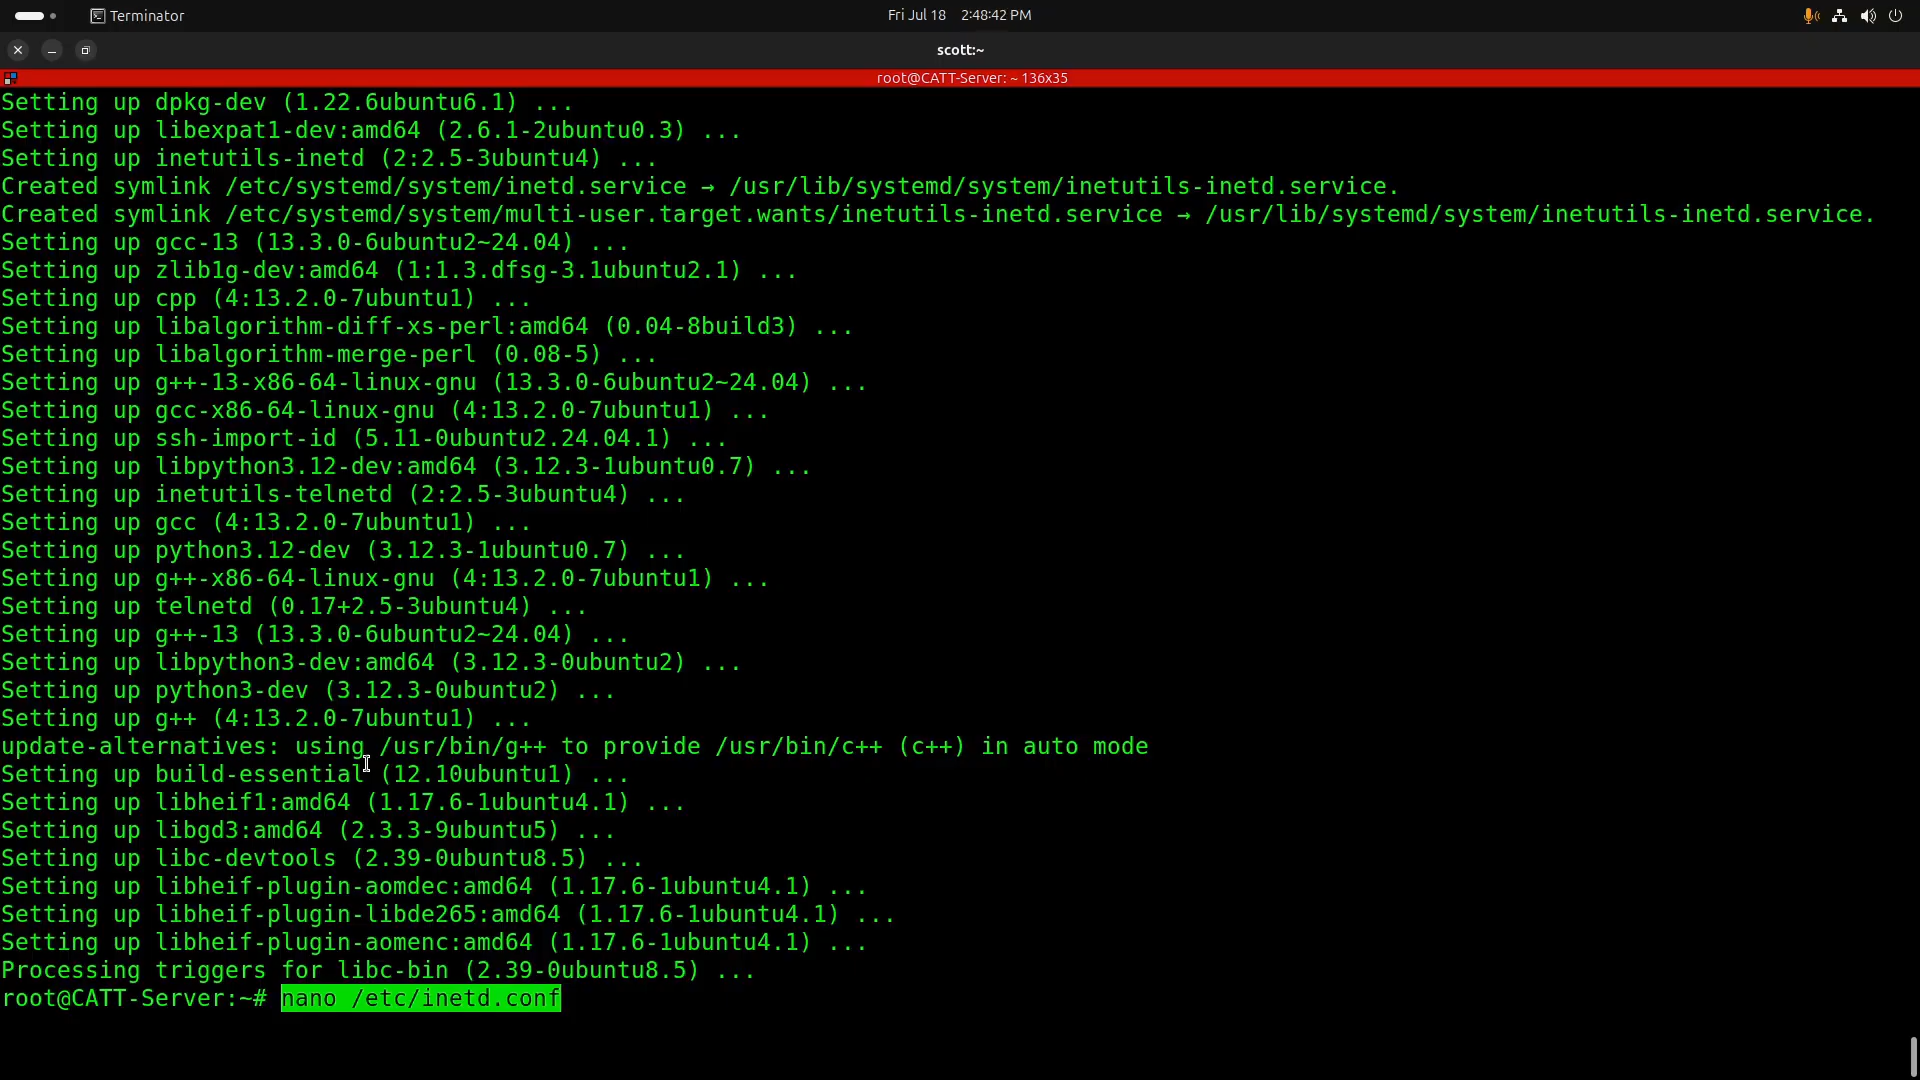 Terminator
Fri Jul 18 2:48:42 PM
scott:~
root@CATT-Server: ~ 136x35
Setting up dpkg-dev (1.22.6ubuntu6.1) ...
Setting up libexpat1-dev:amd64 (2.6.1-2ubuntu0.3) ...
Setting up inetutils-inetd (2:2.5-3ubuntu4) ...
Created symlink /etc/systemd/system/inetd.service → /usr/lib/systemd/system/inetutils-inetd.service.
Created symlink /etc/systemd/system/multi-user.target.wants/inetutils-inetd.service → /usr/lib/systemd/system/inetutils-inetd.service.
Setting up gcc-13 (13.3.0-6ubuntu2~24.04) ...
Setting up zlib1g-dev:amd64 (1:1.3.dfsg-3.1ubuntu2.1) ...
Setting up cpp (4:13.2.0-7ubuntu1) ...
Setting up libalgorithm-diff-xs-perl:amd64 (0.04-8build3) ...
Setting up libalgorithm-merge-perl (0.08-5) ...
Setting up g++-13-x86-64-linux-gnu (13.3.0-6ubuntu2~24.04) ...
Setting up gcc-x86-64-linux-gnu (4:13.2.0-7ubuntu1) ...
Setting up ssh-import-id (5.11-0ubuntu2.24.04.1) ...
Setting up libpython3.12-dev:amd64 (3.12.3-1ubuntu0.7) ...
Setting up inetutils-telnetd (2:2.5-3ubuntu4) ...
Setting up gcc (4:13.2.0-7ubuntu1) ...
Setting up python3.12-dev (3.12.3-1ubuntu0.7) ...
Setting up g++-x86-64-linux-gnu (4:13.2.0-7ubuntu1) ...
Setting up telnetd (0.17+2.5-3ubuntu4) ...
Setting up g++-13 (13.3.0-6ubuntu2~24.04) ...
Setting up libpython3-dev:amd64 (3.12.3-0ubuntu2) ...
Setting up python3-dev (3.12.3-0ubuntu2) ...
Setting up g++ (4:13.2.0-7ubuntu1) ...
update-alternatives: using /usr/bin/g++ to provide /usr/bin/c++ (c++) in auto mode
Setting up build-essential (12.10ubuntu1) ...
Setting up libheif1:amd64 (1.17.6-1ubuntu4.1) ...
Setting up libgd3:amd64 (2.3.3-9ubuntu5) ...
Setting up libc-devtools (2.39-0ubuntu8.5) ...
Setting up libheif-plugin-aomdec:amd64 (1.17.6-1ubuntu4.1) ...
Setting up libheif-plugin-libde265:amd64 (1.17.6-1ubuntu4.1) ...
Setting up libheif-plugin-aomenc:amd64 (1.17.6-1ubuntu4.1) ...
Processing triggers for libc-bin (2.39-0ubuntu8.5) ...
root@CATT-Server:~# nano /etc/inetd.conf